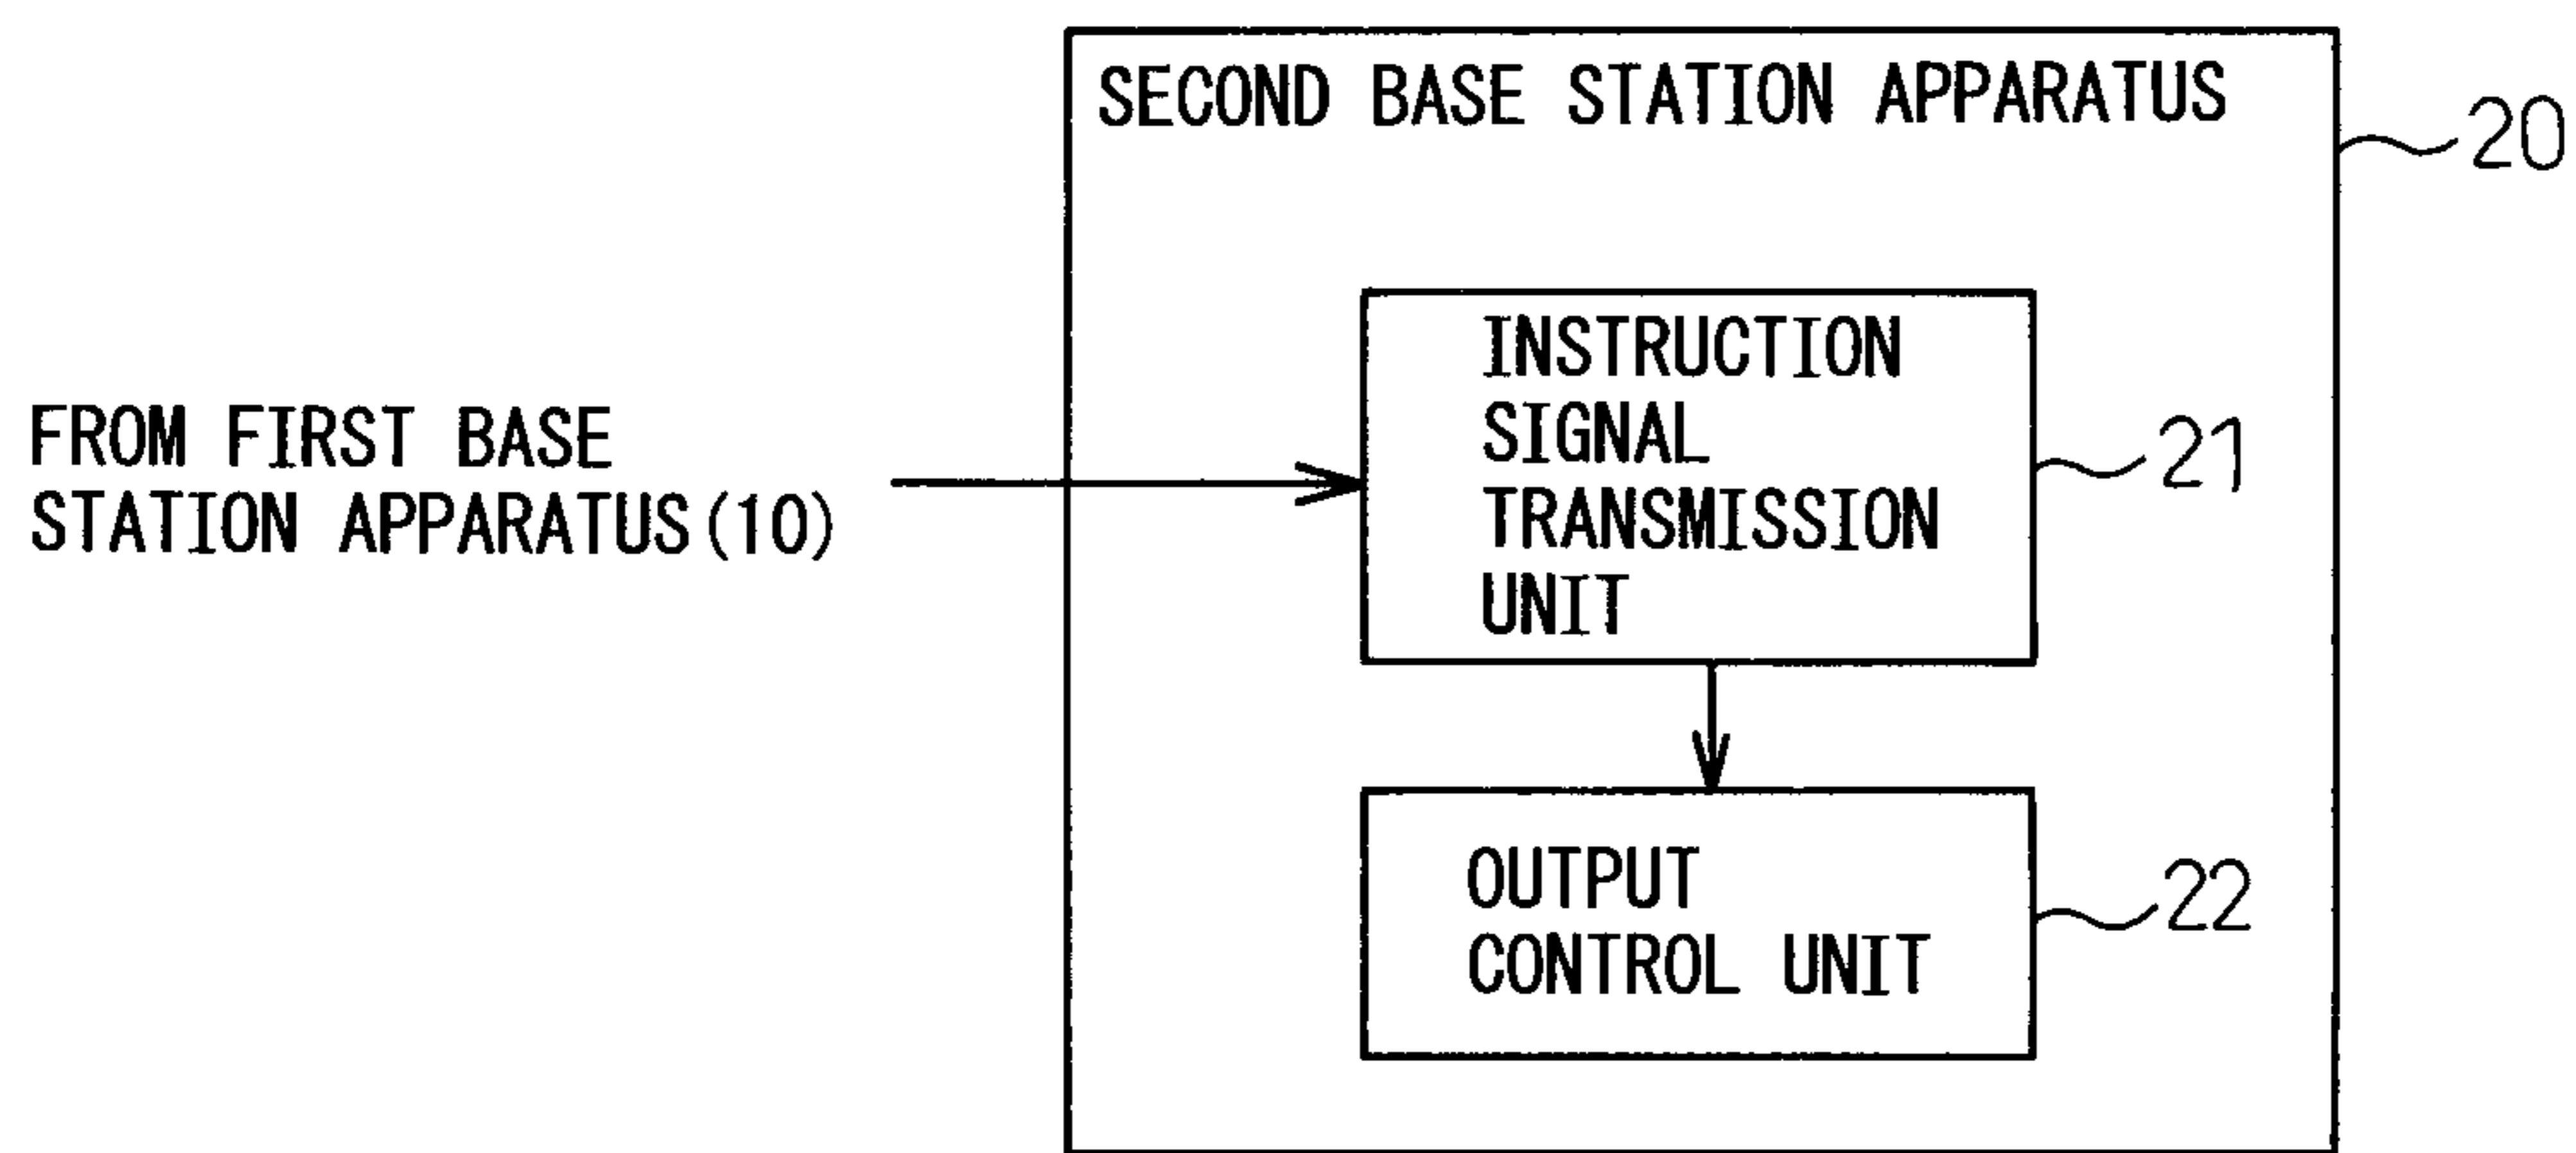 SECOND BASE STATION APPARATUS
20
INSTRUCTION
SIGNAL
TRANSMISSION
UNIT
21
FROM FIRST BASE
STATION APPARATUS(10)
OUTPUT
CONTROL UNIT
22